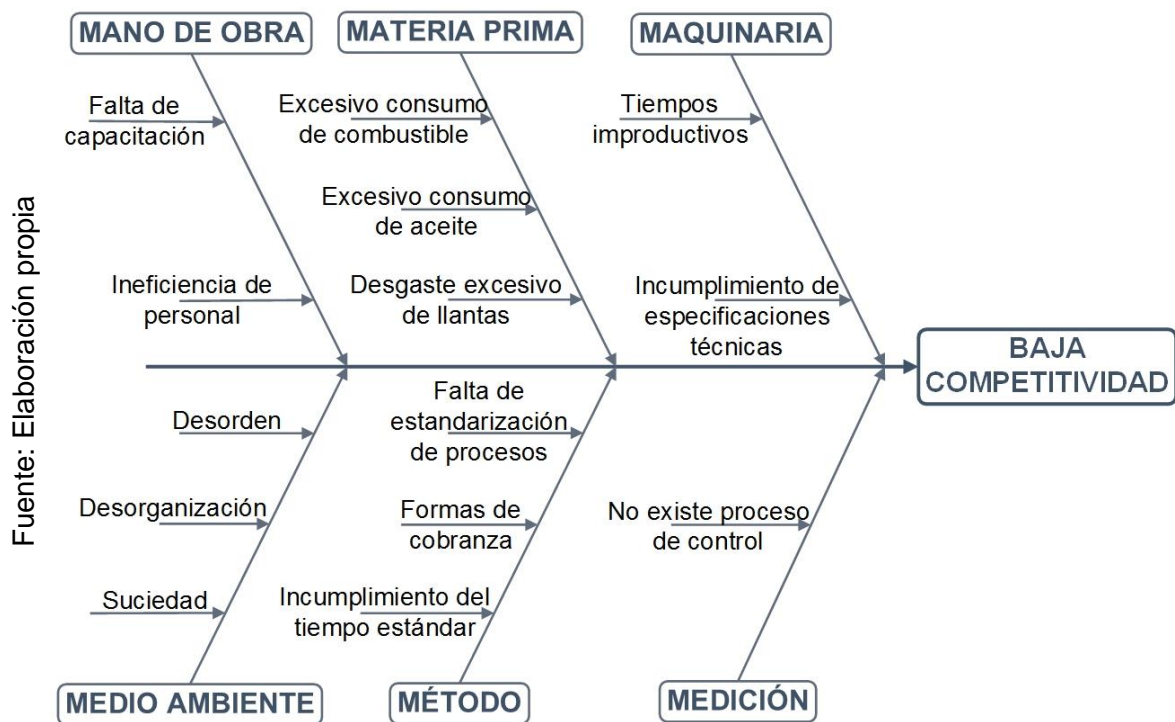 MANO DE OBRA
MATERIA PRIMA
MAQUINARIA
Falta de
capacitación
Excesivo consumo
de combustible
Tiempos
improductivos
Excesivo consumo
de aceite
Ineficiencia de
personal
Desgaste excesivo
de llantas
Incumplimiento de
especificaciones
técnicas
BAJA
COMPETITIVIDAD
Desorden
Falta de
estandarización
de procesos
Desorganización
Formas de
cobranza
No existe proceso
de control
Suciedad
Incumplimiento del
tiempo estándar
MEDIO AMBIENTE
MÉTODO
MEDICIÓN
Fuente: Elaboración propia